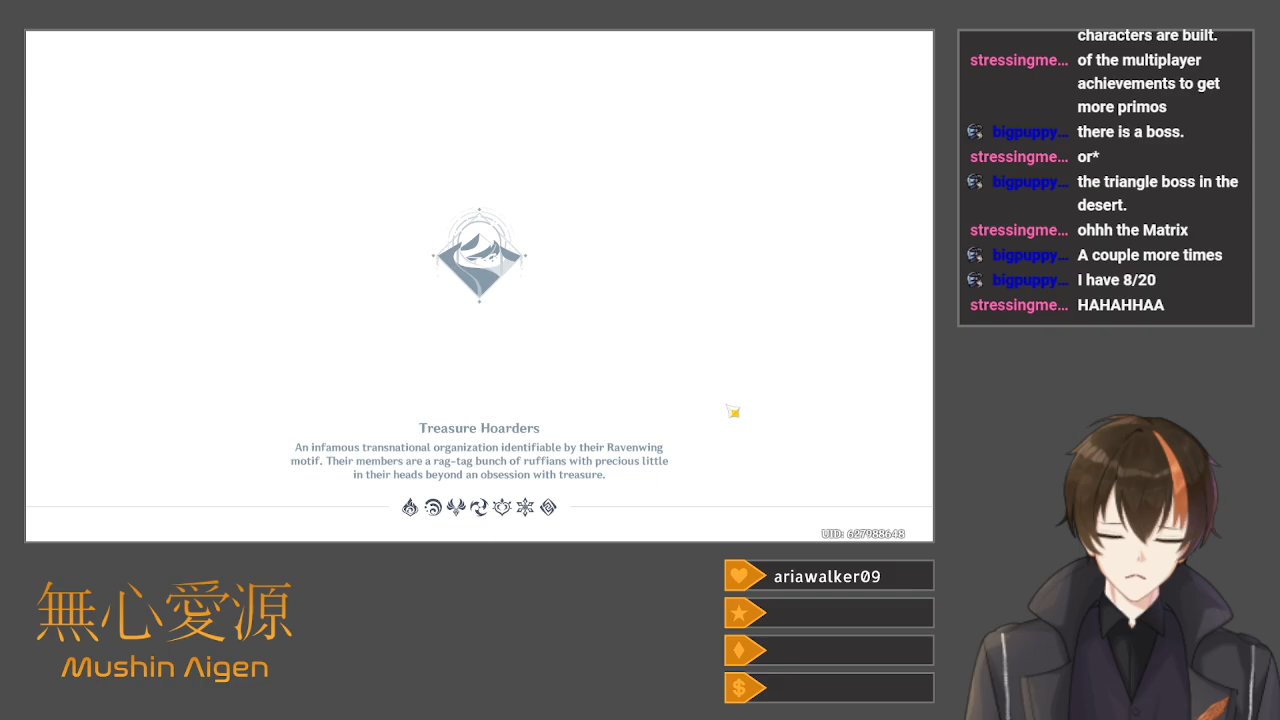 characters are built.
stressingme... of the multiplayer
achievements to get
more primos
bigpuppy... there is a boss.
stressingme... or*
bigpuppy... the triangle boss in the
desert.
stressingme... ohhh the Matrix
bigpuppy... A couple more times
bigpuppy... I have 8/20
stressingme... HAHAHHAA
Treasure Hoarders
An infamous transnational organization identifiable by their Ravenwing
motif. Their members are a rag-tag bunch of ruffians with precious little
in their heads beyond an obsession with treasure.
UID: 627988648
ariawalker09
無心愛源
Mushin Aigen